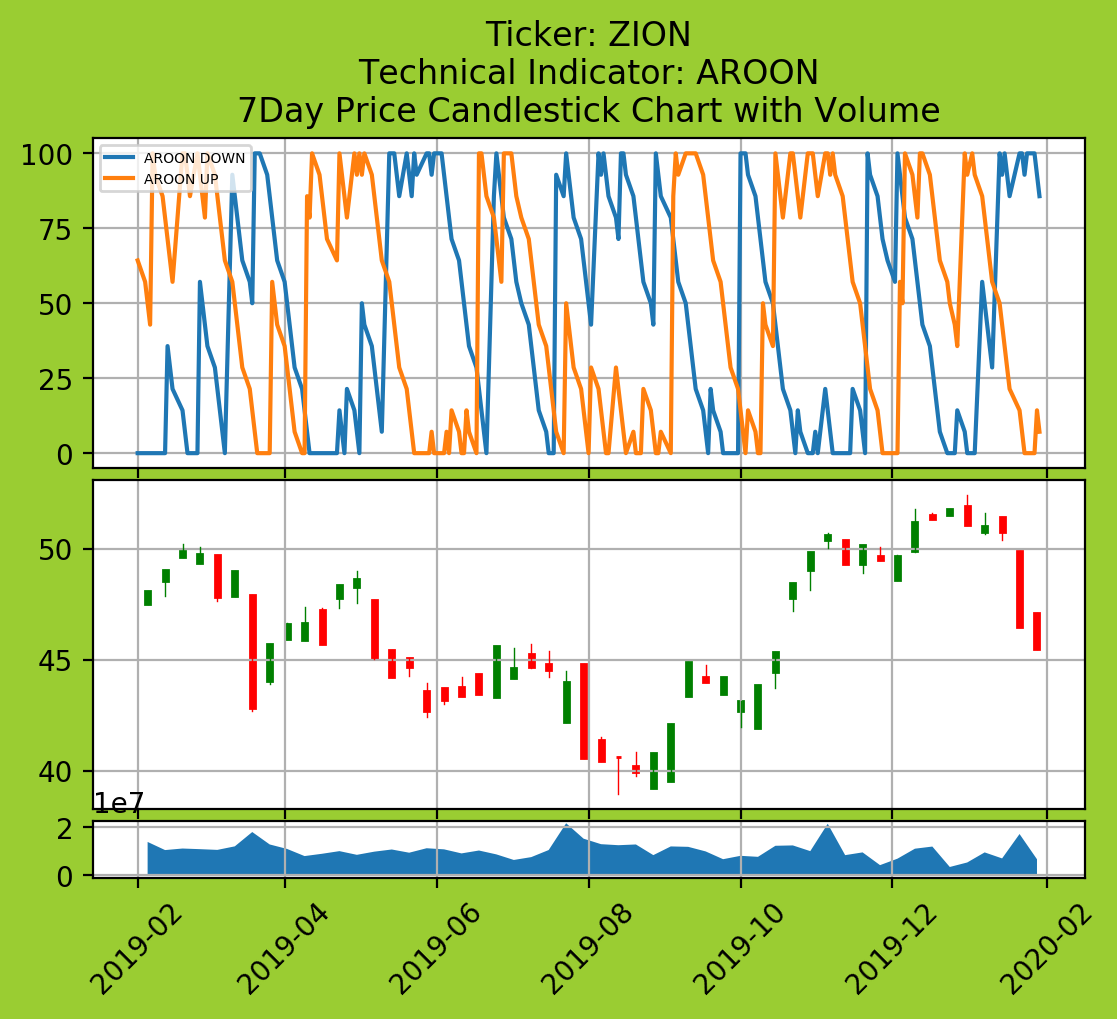 Ticker: ZION
Technical Indicator: AROON
7Day Price Candlestick Chart with Volume
100
75
50
25
0
AROON DOWN
AROON UP
50
45
40
1e7
2
0
2019-02
2019-04
2019-06
2019-08
2019-10
2019-12
2020-02